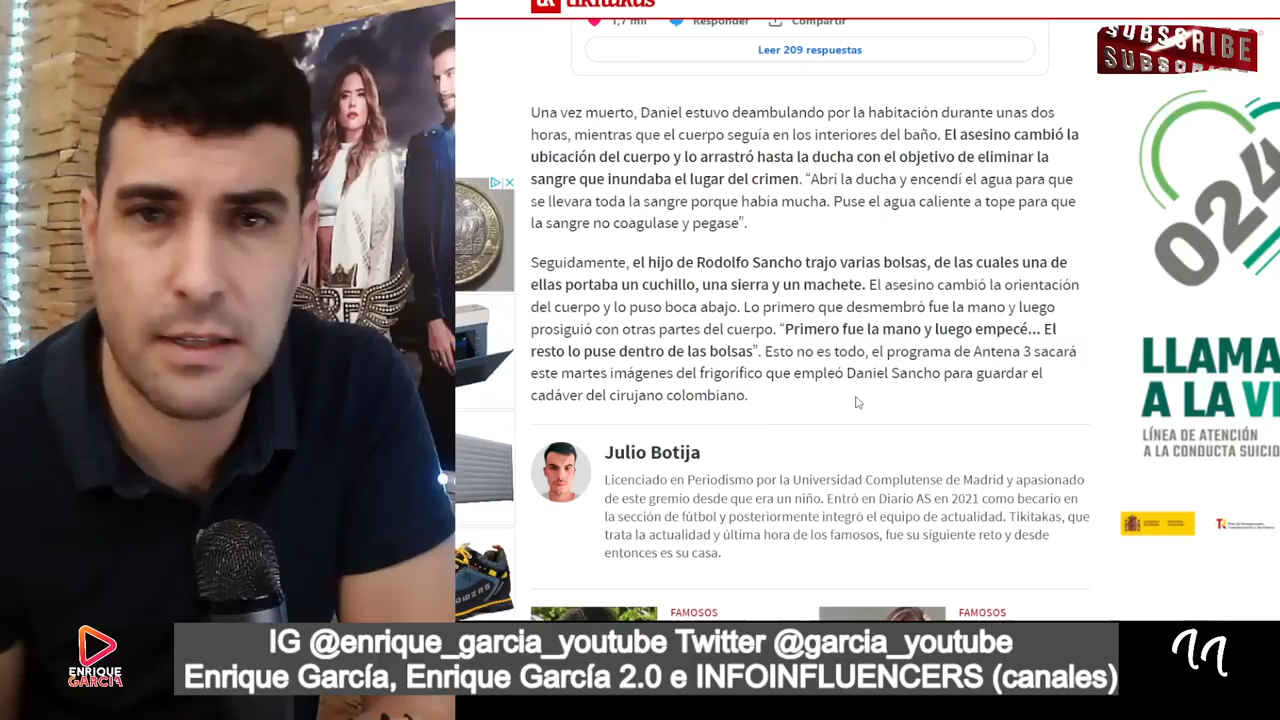 tikitakas
1,7 mil Responder Compartir
Leer 209 respuestas
SUBSCRIBE
SUBSCRIBE
Una vez muerto, Daniel estuvo deambulando por la habitación durante unas dos
horas, mientras que el cuerpo seguía en los interiores del baño. El asesino cambió la
ubicación del cuerpo y lo arrastró hasta la ducha con el objetivo de eliminar la
sangre que inundaba el lugar del crimen. “Abrí la ducha y encendí el agua para que
se llevara toda la sangre porque había mucha. Puse el agua caliente a tope para que
la sangre no coagulase y pegase”.
Seguidamente, el hijo de Rodolfo Sancho trajo varias bolsas, de las cuales una de
ellas portaba un cuchillo, una sierra y un machete. El asesino cambió la orientación
del cuerpo y lo puso boca abajo. Lo primero que desmembró fue la mano y luego
prosiguió con otras partes del cuerpo. “Primero fue la mano y luego empecé... El
resto lo puse dentro de las bolsas”. Esto no es todo, el programa de Antena 3 sacará
este martes imágenes del frigorífico que empleó Daniel Sancho para guardar el
cadáver del cirujano colombiano.
Julio Botija
Licenciado en Periodismo por la Universidad Complutense de Madrid y apasionado
de este gremio desde que era un niño. Entró en Diario AS en 2021 como becario en
la sección de fútbol y posteriormente integró el equipo de actualidad. Tikitakas, que
trata la actualidad y última hora de los famosos, fue su siguiente reto y desde
entonces es su casa.
FAMOSOS
FAMOSOS
024
LLAMA
A LA VI
LÍNEA DE ATENCIÓN
A LA CONDUCTA SUICID
RF
ENRIQUE
GARCÍA
IG @enrique_garcia_youtube Twitter @garcia_youtube
Enrique García, Enrique García 2.0 e INFOINFLUENCERS (canales)